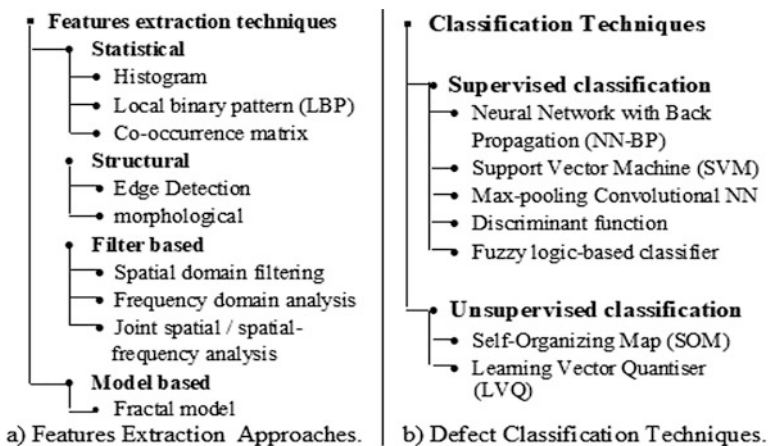 Features extraction techniques
Statistical
Histogram
Local binary pattern (LBP)
Co-occurrence matrix
Structural
Edge Detection
morphological
Filter based
Spatial domain filtering
Frequency domain analysis
Joint spatial / spatial-
frequency analysis
Model based
Fractal model
a) Features Extraction Approaches.
Classification Techniques
Supervised classification
Neural Network with Back
Propagation (NN-BP)
Support Vector Machine (SVM)
Max-pooling Convolutional NN
Discriminant function
Fuzzy logic-based classifier
Unsupervised classification
Self-Organizing Map (SOM)
Learning Vector Quantiser
(LVQ)
b) Defect Classification Techniques.